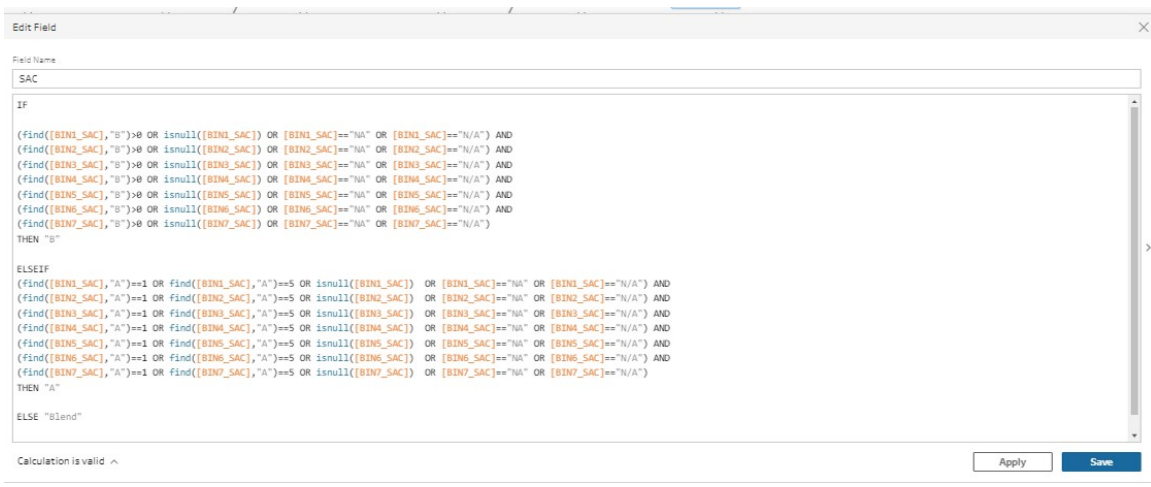 Edit Field
Field Name
SAC
IF
(find([BIN1_SAC],"B")>0 OR isnull([BIN1_SAC]) OR [BIN1_SAC]=="NA" OR [BIN1_SAC]=="N/A") AND
(find([BIN2_SAC],"B")>0 OR isnull([BIN2_SAC]) OR [BIN2_SAC]=="NA" OR [BIN2_SAC]=="N/A") AND
(find([BIN3_SAC],"B")>0 OR isnull([BIN3_SAC]) OR [BIN3_SAC]=="NA" OR [BIN3_SAC]=="N/A") AND
(find([BIN4_SAC],"B")>0 OR isnull([BIN4_SAC]) OR [BIN4_SAC]=="NA" OR [BIN4_SAC]=="N/A") AND
(find([BIN5_SAC],"B")>0 OR isnull([BIN5_SAC]) OR [BIN5_SAC]=="NA" OR [BIN5_SAC]=="N/A") AND
(find([BIN6_SAC],"B")>0 OR isnull([BIN6_SAC]) OR [BIN6_SAC]=="NA" OR [BIN6_SAC]=="N/A") AND
(find([BIN7_SAC],"B")>0 OR isnull([BIN7_SAC]) OR [BIN7_SAC]=="NA" OR [BIN7_SAC]=="N/A")
THEN "B"
ELSEIF
(find([BIN1_SAC],"A")==1 OR find([BIN1_SAC],"A")==5 OR isnull([BIN1_SAC])  OR [BIN1_SAC]=="NA" OR [BIN1_SAC]=="N/A") AND
(find([BIN2_SAC],"A")==1 OR find([BIN2_SAC],"A")==5 OR isnull([BIN2_SAC])  OR [BIN2_SAC]=="NA" OR [BIN2_SAC]=="N/A") AND
(find([BIN3_SAC],"A")==1 OR find([BIN3_SAC],"A")==5 OR isnull([BIN3_SAC])  OR [BIN3_SAC]=="NA" OR [BIN3_SAC]=="N/A") AND
(find([BIN4_SAC],"A")==1 OR find([BIN4_SAC],"A")==5 OR isnull([BIN4_SAC])  OR [BIN4_SAC]=="NA" OR [BIN4_SAC]=="N/A") AND
(find([BIN5_SAC],"A")==1 OR find([BIN5_SAC],"A")==5 OR isnull([BIN5_SAC])  OR [BIN5_SAC]=="NA" OR [BIN5_SAC]=="N/A") AND
(find([BIN6_SAC],"A")==1 OR find([BIN6_SAC],"A")==5 OR isnull([BIN6_SAC])  OR [BIN6_SAC]=="NA" OR [BIN6_SAC]=="N/A") AND
(find([BIN7_SAC],"A")==1 OR find([BIN7_SAC],"A")==5 OR isnull([BIN7_SAC])  OR [BIN7_SAC]=="NA" OR [BIN7_SAC]=="N/A")
THEN "A"
ELSE "Blend"
Calculation is valid
Apply
Save